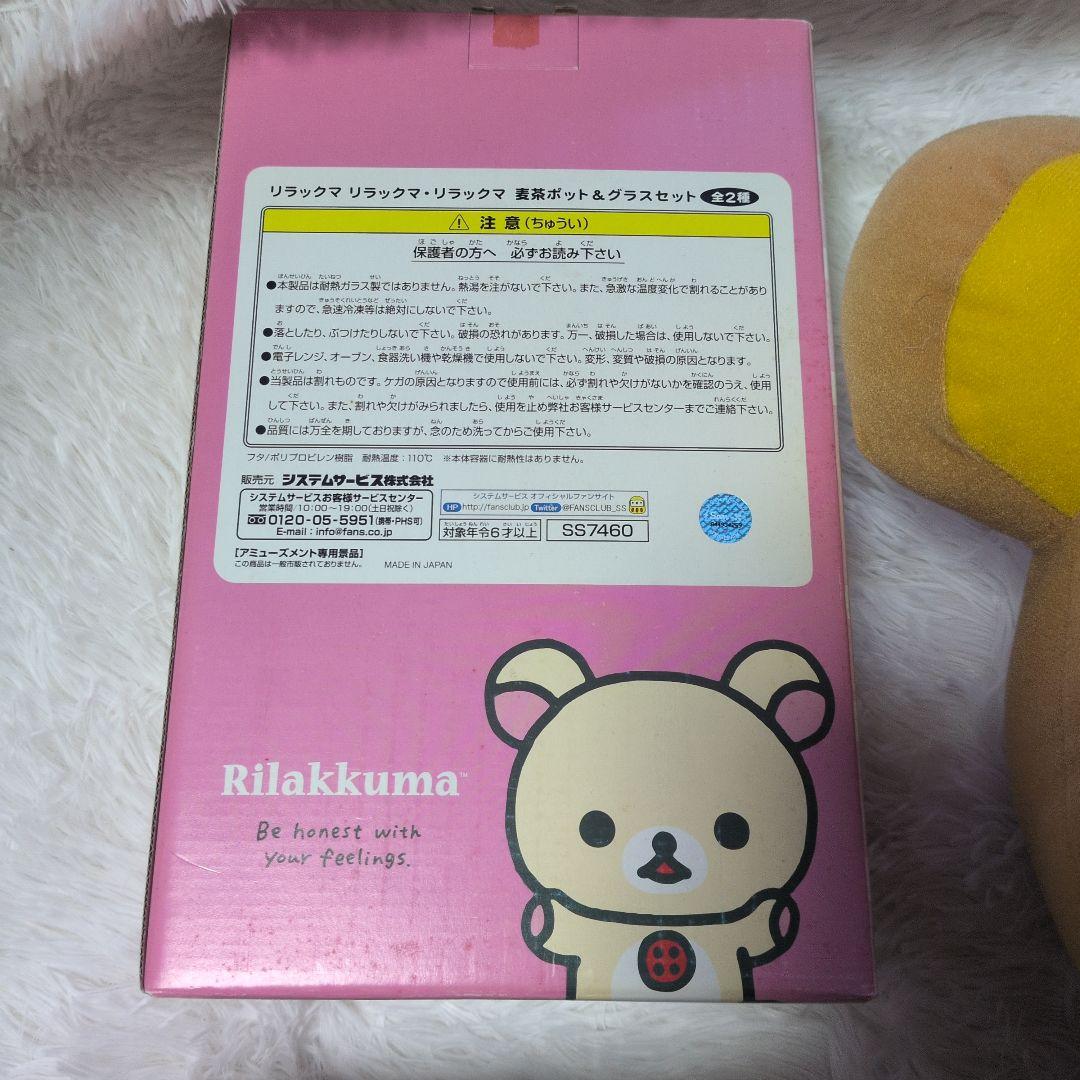 リラックマ リラックマ・リラックマ 麦茶ポット＆グラスセット 全2種
注意(ちゅうい)
保護者の方へ 必ずお読み下さい
●本製品は耐熱ガラス製ではありません。熱湯を注がないで下さい。また、急激な温度変化で割れることがあり
ますので、急速冷凍等は絶対にしないで下さい。
●落としたり、ぶつけたりしないで下さい。破損の恐れがあります。万一、破損した場合は、使用しないで下さい。
●電子レンジ、オーブン、食器洗い機や乾燥機で使用しないで下さい。変形、変質や破損の原因となります。
●当製品は割れものです。ケガの原因となりますので使用前には、必ず割れや欠けがないかを確認のうえ、使用
して下さい。また、割れや欠けがみられましたら、使用を止め弊社お客様サービスセンターまでご連絡下さい。
●品質には万全を期しておりますが、念のため洗ってからご使用下さい。
フタ/ポリプロピレン樹脂 耐熱温度：110℃ ※本体容器に耐熱性はありません。
販売元 システムサービス株式会社
システムサービスお客様サービスセンター
営業時間/10：00～19：00(土日祝除く)
0120-05-5951(携帯・PHS可)
E-mail：info@fans.co.jp
システムサービス オフィシャルファンサイト
HP http://fansclub.jp Twitter @FANSCLUB_SS
対象年令6才以上 SS7460
【アミューズメント専用景品】
この商品は一般市販されておりません。 MADE IN JAPAN
Rilakkuma™
Be honest with
your feelings.